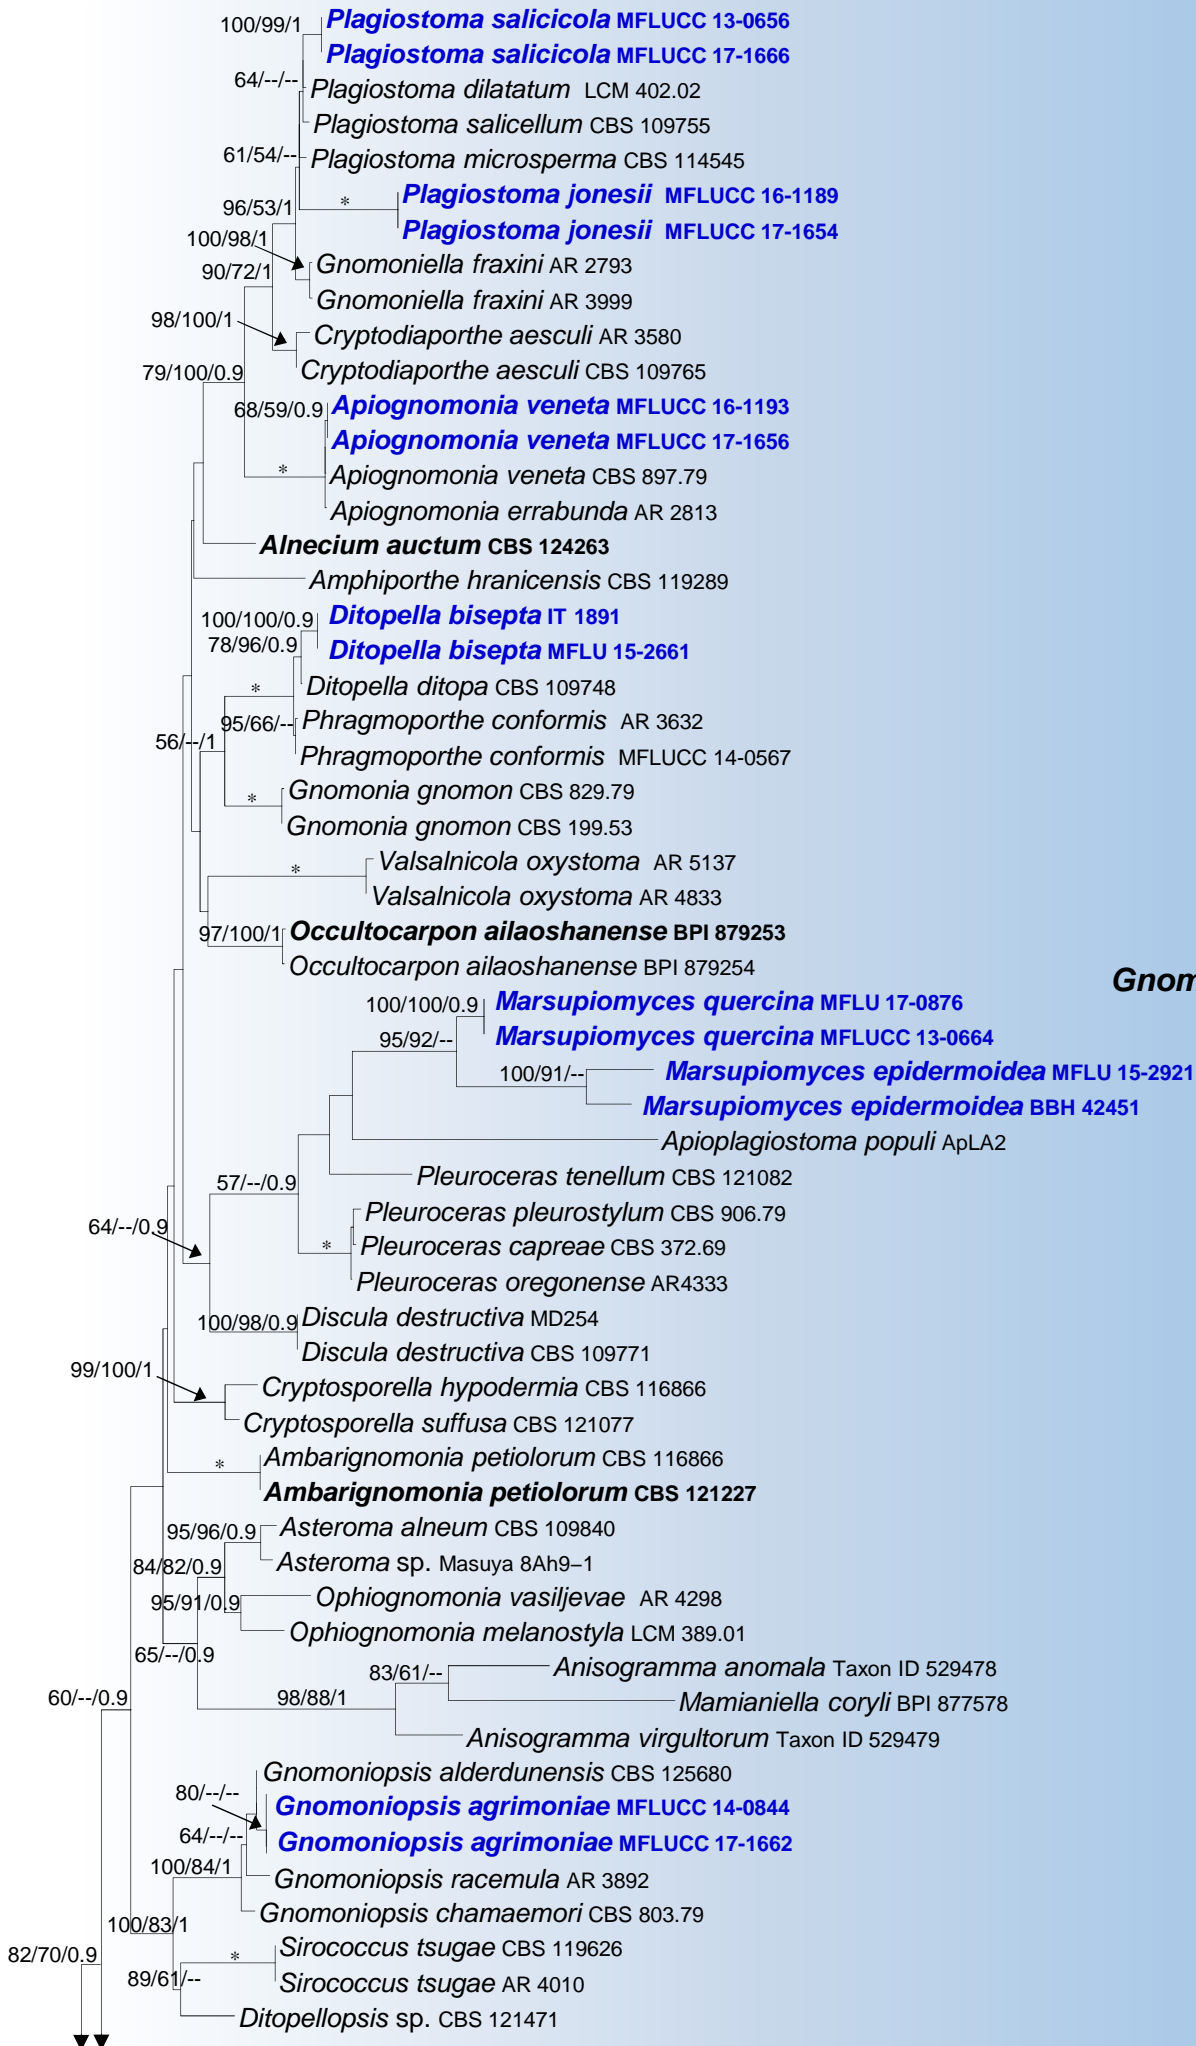 100/99/1
Plagiostoma salicicola MFLUCC 13-0656
Plagiostoma salicicola MFLUCC 17-1666
64/--/--
Plagiostoma dilatatum LCM 402.02
Plagiostoma salicellum CBS 109755
61/54/--
Plagiostoma microsperma CBS 114545
*
Plagiostoma jonesii MFLUCC 16-1189
96/53/1
Plagiostoma jonesii MFLUCC 17-1654
100/98/1
Gnomoniella fraxini AR 2793
90/72/1
Gnomoniella fraxini AR 3999
98/100/1
Cryptodiaporthe aesculi AR 3580
Cryptodiaporthe aesculi CBS 109765
79/100/0.9
68/59/0.9
Apiognomonia veneta MFLUCC 16-1193
Apiognomonia veneta MFLUCC 17-1656
*
Apiognomonia veneta CBS 897.79
Apiognomonia errabunda AR 2813
Alnecium auctum CBS 124263
Amphiporthe hranicensis CBS 119289
100/100/0.9
Ditopella bisepta IT 1891
78/96/0.9
Ditopella bisepta MFLU 15-2661
*
Ditopella ditopa CBS 109748
95/66/--
Phragmoporthe conformis AR 3632
56/--/1
Phragmoporthe conformis MFLUCC 14-0567
*
Gnomonia gnomon CBS 829.79
Gnomonia gnomon CBS 199.53
*
Valsalnicola oxystoma AR 5137
Valsalnicola oxystoma AR 4833
97/100/1
Occultocarpon ailaoshanense BPI 879253
Occultocarpon ailaoshanense BPI 879254
Gnom
100/100/0.9
Marsupiomyces quercina MFLU 17-0876
95/92/--
Marsupiomyces quercina MFLUCC 13-0664
100/91/--
Marsupiomyces epidermoidea MFLU 15-2921
Marsupiomyces epidermoidea BBH 42451
Apioplagiostoma populi ApLA2
Pleuroceras tenellum CBS 121082
57/--/0.9
Pleuroceras pleurostylum CBS 906.79
64/--/0.9
*
Pleuroceras capreae CBS 372.69
Pleuroceras oregonense AR4333
100/98/0.9
Discula destructiva MD254
Discula destructiva CBS 109771
99/100/1
Cryptosporella hypodermia CBS 116866
Cryptosporella suffusa CBS 121077
*
Ambarignomonia petiolorum CBS 116866
Ambarignomonia petiolorum CBS 121227
95/96/0.9
Asteroma alneum CBS 109840
84/82/0.9
Asteroma sp. Masuya 8Ah9–1
95/91/0.9
Ophiognomonia vasiljevae AR 4298
Ophiognomonia melanostyla LCM 389.01
65/--/0.9
83/61/--
Anisogramma anomala Taxon ID 529478
60/--/0.9
98/88/1
Mamianiella coryli BPI 877578
Anisogramma virgultorum Taxon ID 529479
Gnomoniopsis alderdunensis CBS 125680
80/--/--
Gnomoniopsis agrimoniae MFLUCC 14-0844
64/--/--
Gnomoniopsis agrimoniae MFLUCC 17-1662
100/84/1
Gnomoniopsis racemula AR 3892
Gnomoniopsis chamaemori CBS 803.79
100/83/1
82/70/0.9
*
Sirococcus tsugae CBS 119626
89/61/--
Sirococcus tsugae AR 4010
Ditopellopsis sp. CBS 121471